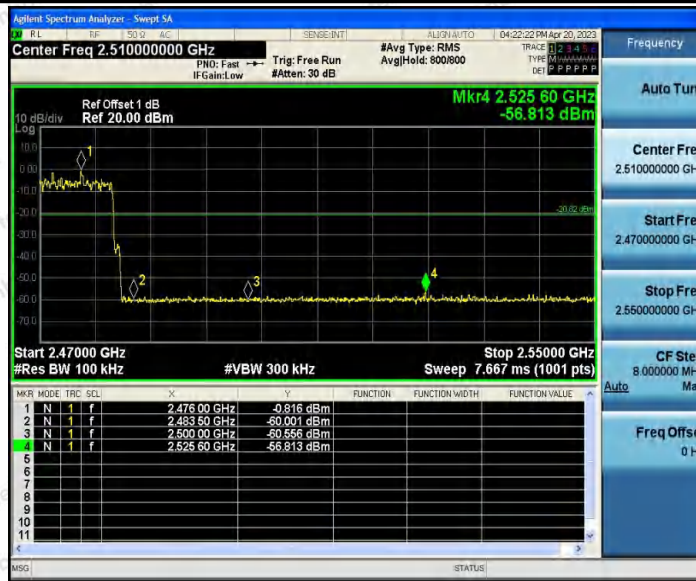 Agilent Spectrum Analyzer - Swept SA
RL RF 50 Ω AC SENSE:INT ALIGN AUTO 04:22:22 PM Apr 20, 2023
Center Freq 2.510000000 GHz
PNO: Fast Trig: Free Run
IFGain:Low #Atten: 30 dB
#Avg Type: RMS
Avg|Hold: 800/800
TRACE 1 2 3 4 5 6
TYPE M
DET P P P P P P
Ref Offset 1 dB
10 dB/div Ref 20.00 dBm
Log
Mkr4 2.525 60 GHz
-56.813 dBm
10.0
0.00
-10.0
-20.0
-30.0
-40.0
-50.0
-60.0
-70.0
1
2
3
4
-20.82 dBm
Start 2.47000 GHz Stop 2.55000 GHz
#Res BW 100 kHz #VBW 300 kHz Sweep 7.667 ms (1001 pts)
MKR MODE TRC SCL X Y FUNCTION FUNCTION WIDTH FUNCTION VALUE
1 N 1 f 2.476 00 GHz -0.816 dBm
2 N 1 f 2.483 50 GHz -60.001 dBm
3 N 1 f 2.500 00 GHz -60.556 dBm
4 N 1 f 2.525 60 GHz -56.813 dBm
5
6
7
8
9
10
11
MSG STATUS
Frequency
Auto Tun
Center Fre
2.510000000 GH
Start Fre
2.470000000 GH
Stop Fre
2.550000000 GH
CF Ste
8.000000 MH
Auto Ma
Freq Offse
0 H